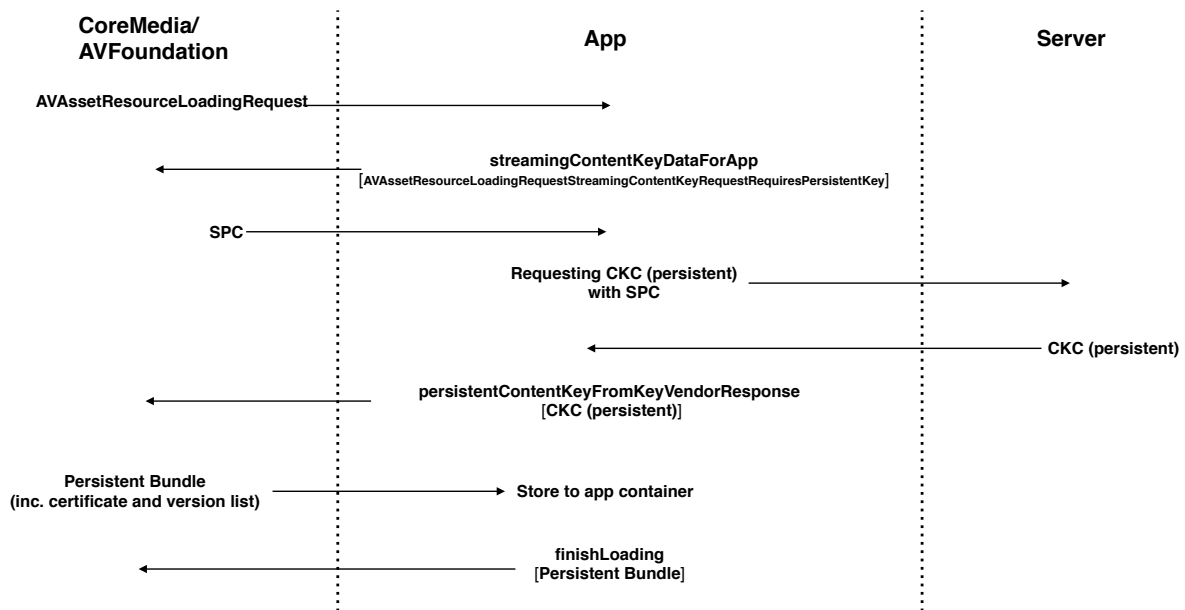 CoreMedia/
AVFoundation
App
Server
AVAssetResourceLoadingRequest
streamingContentKeyDataForApp
[AVAssetResourceLoadingRequestStreamingContentKeyRequestRequiresPersistentKey]
SPC
Requesting CKC (persistent)
with SPC
CKC (persistent)
persistentContentKeyFromKeyVendorResponse
[CKC (persistent)]
Persistent Bundle
(inc. certificate and version list)
Store to app container
finishLoading
[Persistent Bundle]